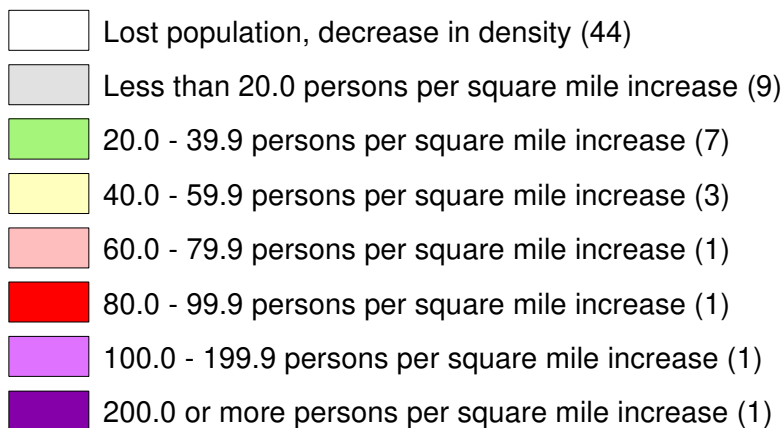 Lost population, decrease in density (44)
Less than 20.0 persons per square mile increase (9)
20.0 - 39.9 persons per square mile increase (7)
40.0 - 59.9 persons per square mile increase (3)
60.0 - 79.9 persons per square mile increase (1)
80.0 - 99.9 persons per square mile increase (1)
100.0 - 199.9 persons per square mile increase (1)
200.0 or more persons per square mile increase (1)